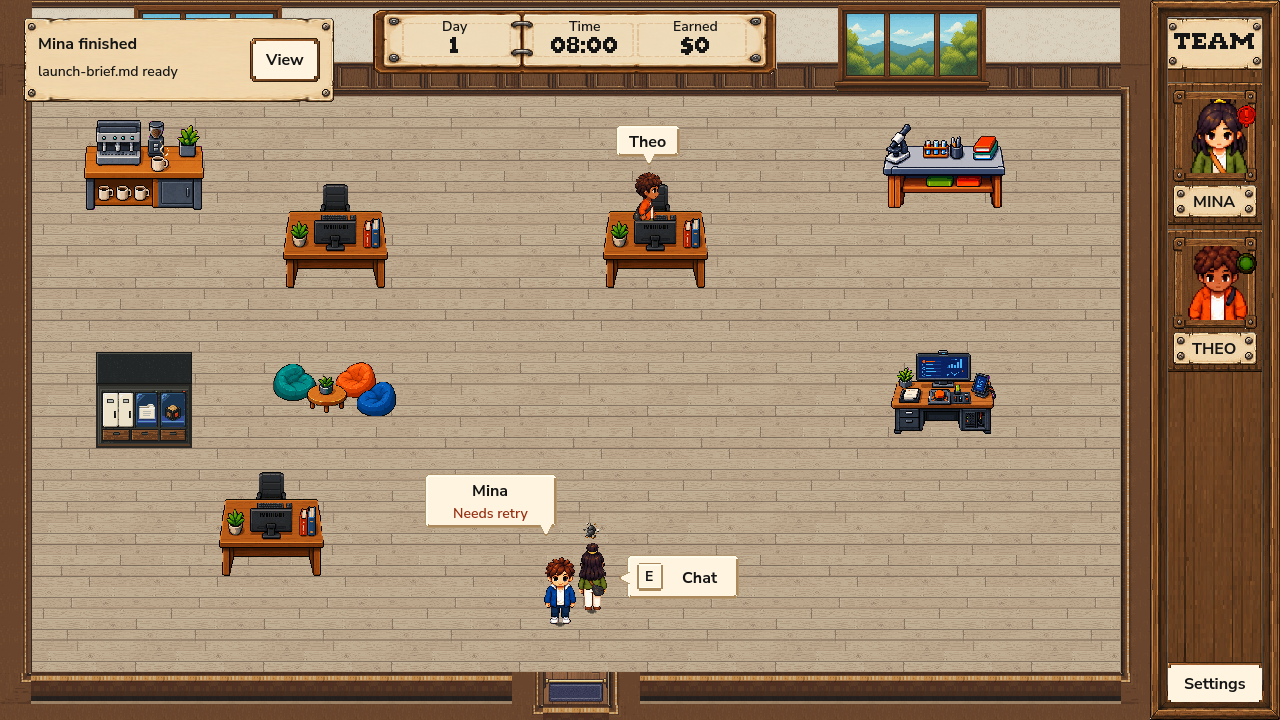 Mina finished
launch-brief.md ready
View
Day
1
Time
08:00
Earned
$0
TEAM
MINA
THEO
Theo
Mina
Needs retry
E
Chat
Settings